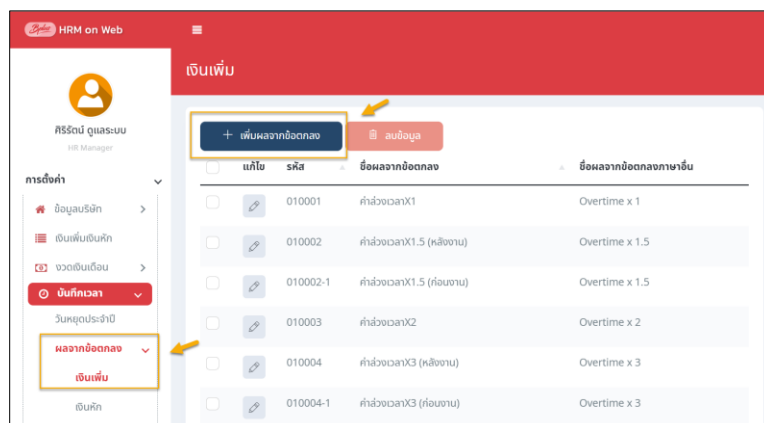 Bplus HRM on Web
เงินเพิ่ม
ศิริรัตน์ ดูแลระบบ
HR Manager
การตั้งค่า
ข้อมูลบริษัท
เงินเพิ่มเงินหัก
งวดเงินเดือน
บันทึกเวลา
วันหยุดประจำปี
ผลจากข้อตกลง
เงินเพิ่ม
เงินหัก
+ เพิ่มผลจากข้อตกลง ลบข้อมูล
แก้ไข รหัส ชื่อผลจากข้อตกลง ชื่อผลจากข้อตกลงภาษาอื่น
010001 ค่าล่วงเวลาX1 Overtime x 1
010002 ค่าล่วงเวลาX1.5 (หลังงาน) Overtime x 1.5
010002-1 ค่าล่วงเวลาX1.5 (ก่อนงาน) Overtime x 1.5
010003 ค่าล่วงเวลาX2 Overtime x 2
010004 ค่าล่วงเวลาX3 (หลังงาน) Overtime x 3
010004-1 ค่าล่วงเวลาX3 (ก่อนงาน) Overtime x 3